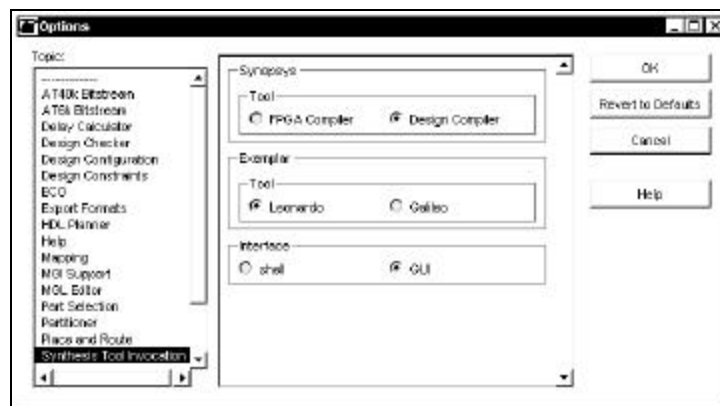 Options
Topic:
-------------
AT40k Bitstream
AT6k Bitstream
Delay Calculator
Design Checker
Design Configuration
Design Constraints
ECO
Export Formats
HDL Planner
Help
Mapping
MGI Support
MGL Editor
Part Selection
Partitioner
Place and Route
Synthesis Tool Invocation
Synopsys
Tool
FPGA Compiler Design Compiler
Exemplar
Tool
Leonardo Galileo
Interface
shell GUI
OK
Revert to Defaults
Cancel
Help